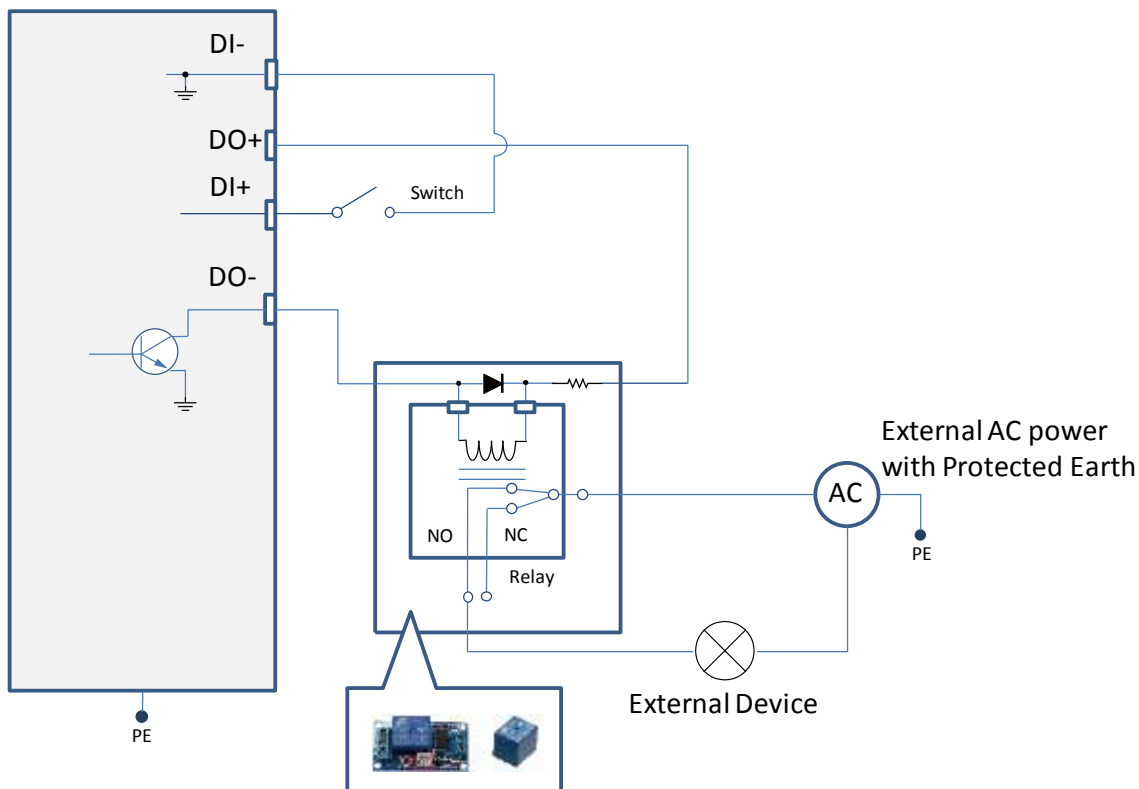 DI-
DO+
DI+
Switch
DO-
External AC power
with Protected Earth
AC
NO
NC
PE
Relay
External Device
PE